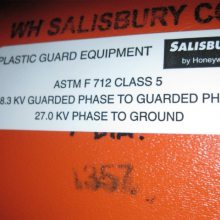 WH SALISBURY CO
PLASTIC GUARD EQUIPMENT
SALISBU
by Honeyw
ASTM F 712 CLASS 5
8.3 KV GUARDED PHASE TO GUARDED PH
27.0 KV PHASE TO GROUND
1357